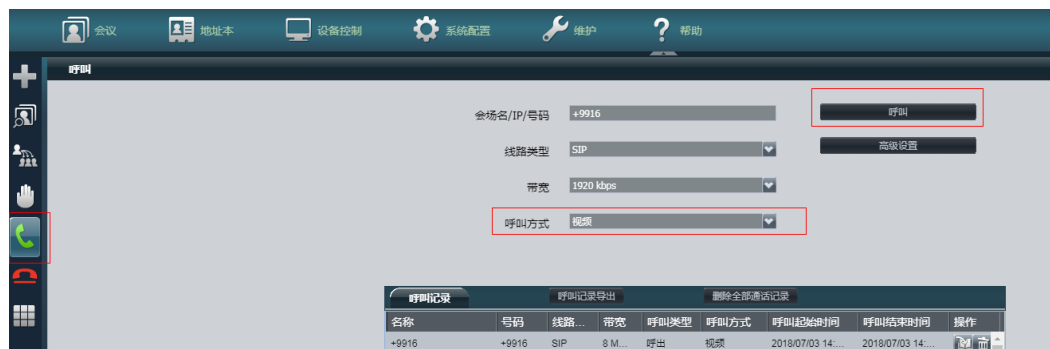 会议 地址本 设备控制 系统配置 维护 ? 帮助
呼叫
会场名/IP/号码 +9916 呼叫
线路类型 SIP 高级设置
带宽 1920 kbps
呼叫方式 视频
呼叫记录 呼叫记录导出 删除全部通话记录
名称 号码 线路... 带宽 呼叫类型 呼叫方式 呼叫起始时间 呼叫结束时间 操作
+9916 +9916 SIP 8 M... 呼出 视频 2018/07/03 14:... 2018/07/03 14:...